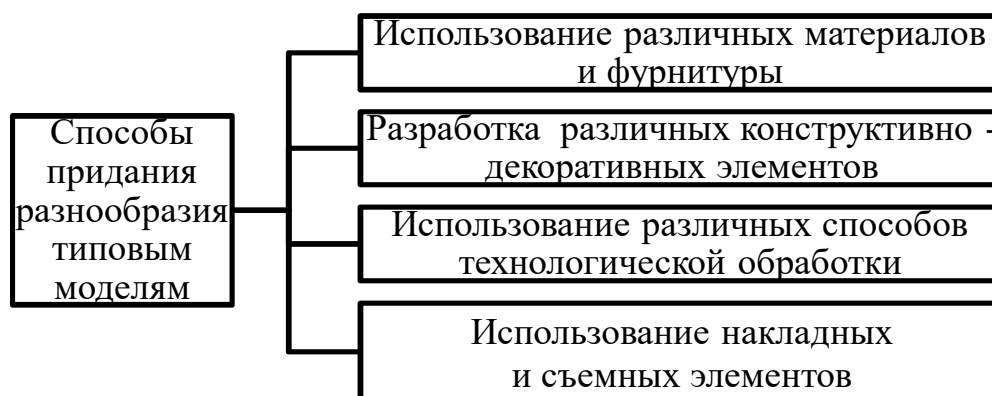 Способы
придания
разнообразия
типовым
моделям
Использование различных материалов
и фурнитуры
Разработка  различных конструктивно -
декоративных элементов
Использование различных способов
технологической обработки
Использование накладных
и съемных элементов